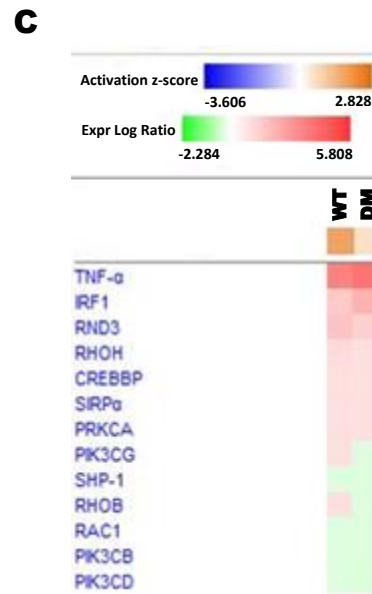 C
Activation z-score
-3.606 2.828
Expr Log Ratio
-2.284 5.808
WT DM
TNF-α
IRF1
RND3
RHOH
CREBBP
SIRPα
PRKCA
PIK3CG
SHP-1
RHOB
RAC1
PIK3CB
PIK3CD